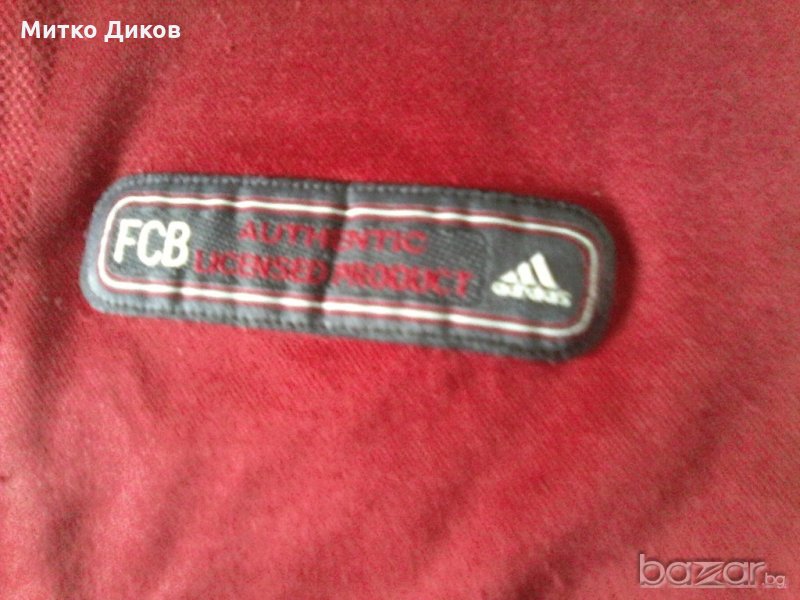 Митко Диков
FCB
AUTHENTIC
LICENSED PRODUCT
adidas
bazar.bg